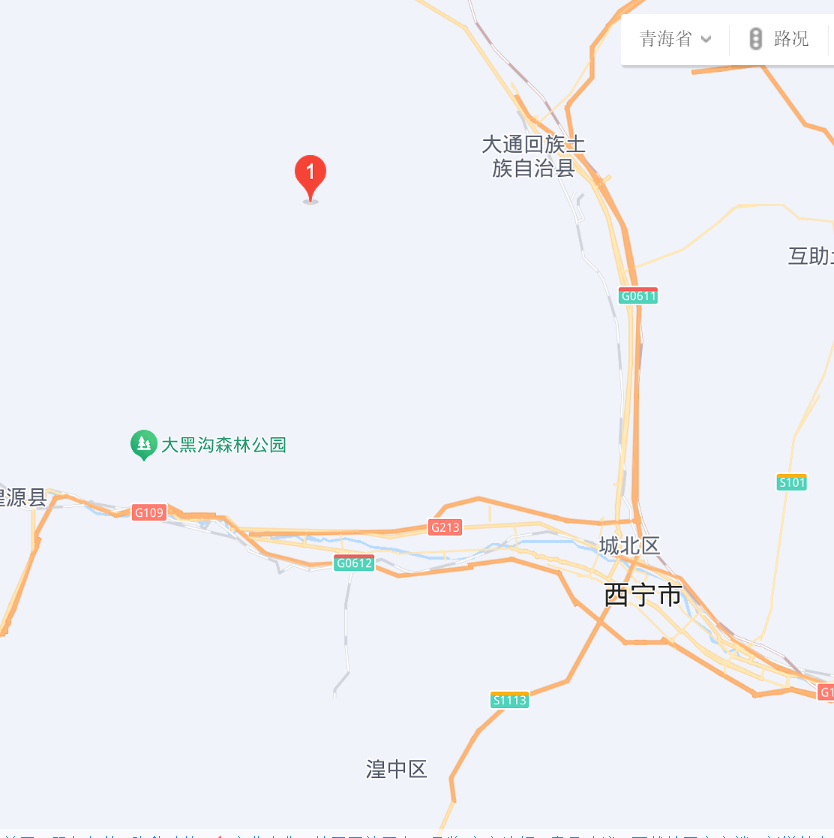 青海省 路况
大通回族土
族自治县
1
互助
G0611
大黑沟森林公园
S101
源县
G109
G213
城北区
G0612
西宁市
G1
S1113
湟中区